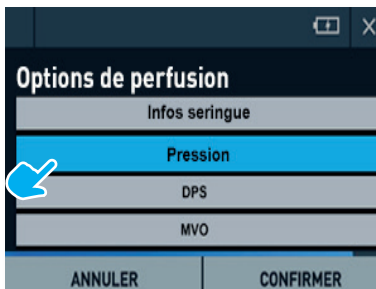 Options de perfusion
Infos seringue
Pression
DPS
MVO
ANNULER CONFIRMER